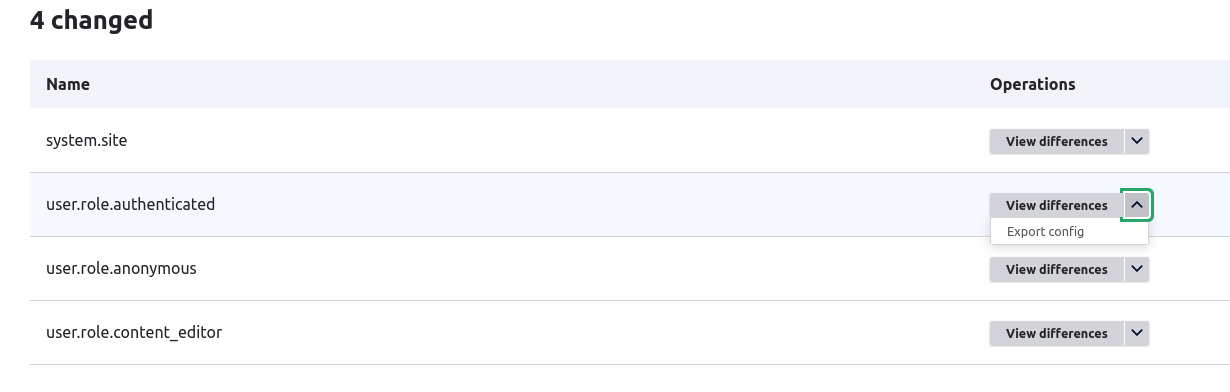 4 changed
Name Operations
system.site View differences
user.role.authenticated View differences
Export config
user.role.anonymous View differences
user.role.content_editor View differences